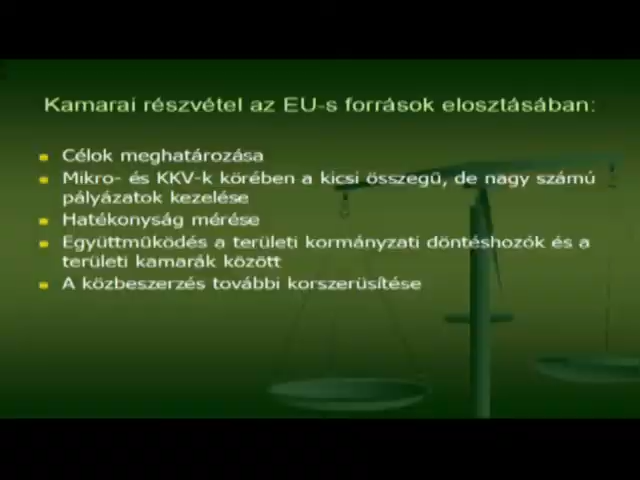 Kamarai részvétel az EU-s források elosztásában:
Célok meghatározása
Mikro- és KKV-k körében a kicsi összegű, de nagy számú
pályázatok kezelése
Hatékonyság mérése
Együttműködés a területi kormányzati döntéshozók és a
területi kamarák között
A közbeszerzés további korszerüsítése